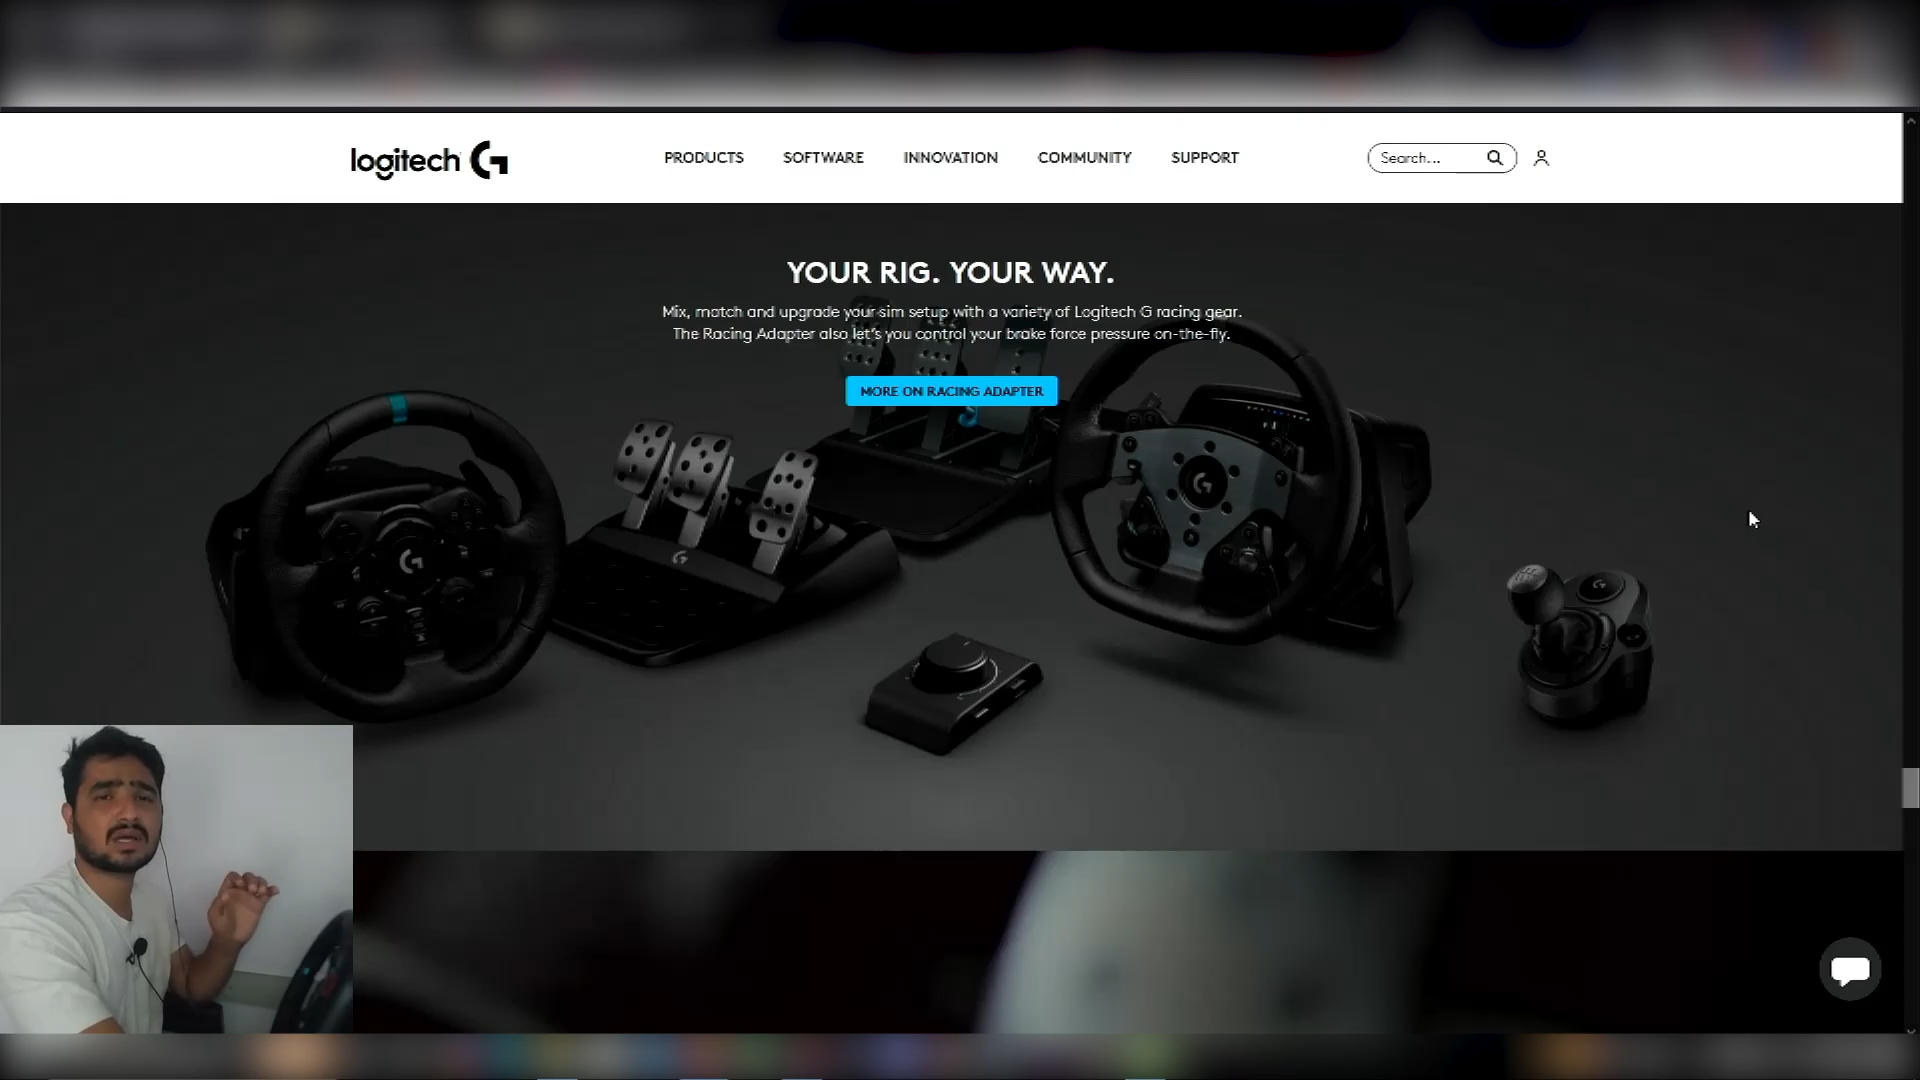 logitech G
PRODUCTS
SOFTWARE
INNOVATION
COMMUNITY
SUPPORT
Search...
YOUR RIG. YOUR WAY.
Mix, match and upgrade your sim setup with a variety of Logitech G racing gear.
The Racing Adapter also let's you control your brake force pressure on-the-fly.
MORE ON RACING ADAPTER